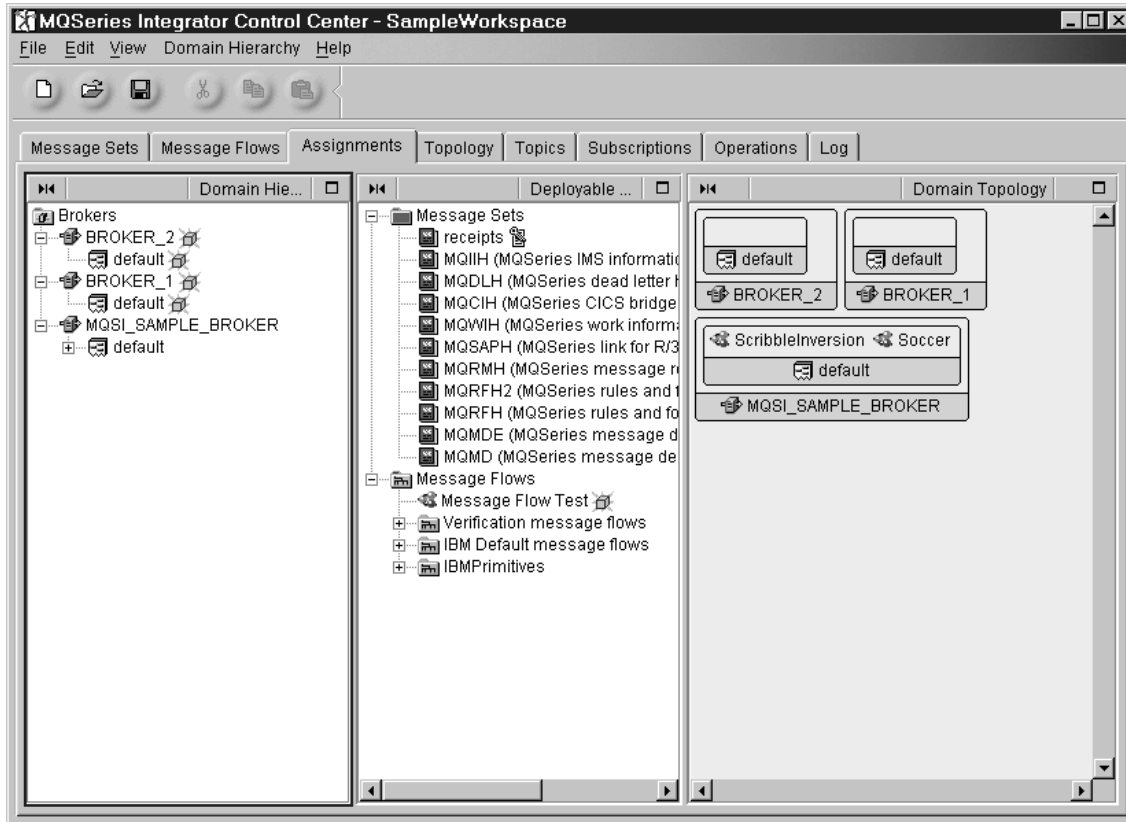 MQSeries Integrator Control Center - SampleWorkspace
File Edit View Domain Hierarchy Help
Message Sets Message Flows Assignments Topology Topics Subscriptions Operations Log
Domain Hie...
Brokers
BROKER_2
default
BROKER_1
default
MQSI_SAMPLE_BROKER
default
Deployable ...
Message Sets
receipts
MQIIH (MQSeries IMS informatio
MQDLH (MQSeries dead letter h
MQCIH (MQSeries CICS bridge
MQWIH (MQSeries work informa
MQSAPH (MQSeries link for R/3
MQRMH (MQSeries message re
MQRFH2 (MQSeries rules and f
MQRFH (MQSeries rules and fo
MQMDE (MQSeries message d
MQMD (MQSeries message de
Message Flows
Message Flow Test
Verification message flows
IBM Default message flows
IBMPrimitives
Domain Topology
default
BROKER_2
default
BROKER_1
ScribbleInversion Soccer
default
MQSI_SAMPLE_BROKER